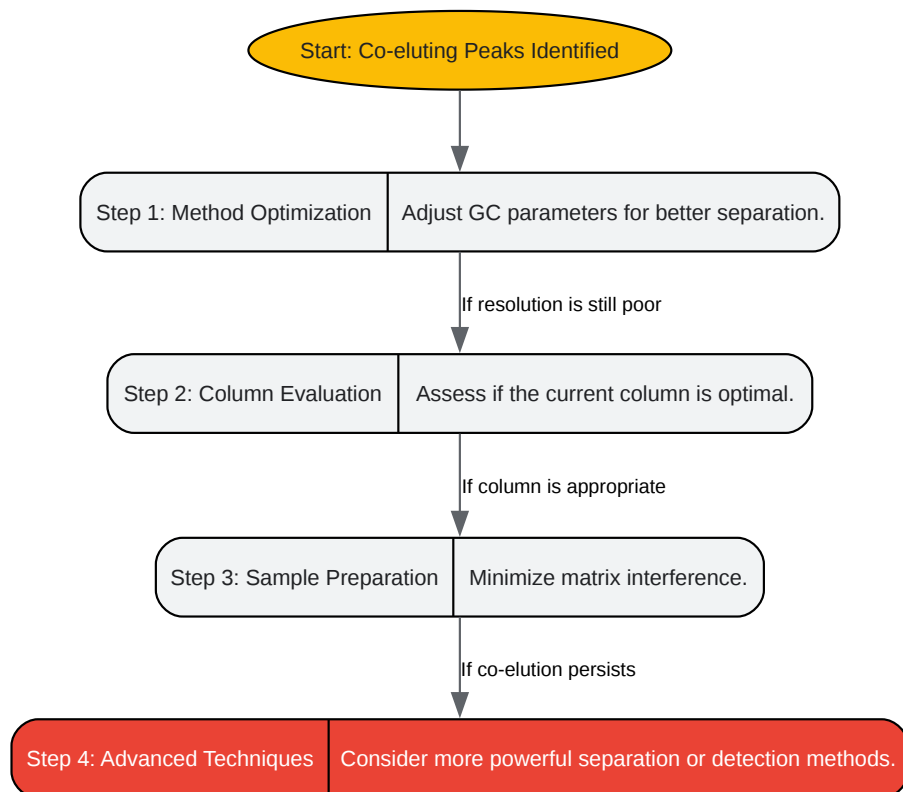 Start: Co-eluting Peaks Identified
Step 1: Method Optimization
Adjust GC parameters for better separation.
If resolution is still poor
Step 2: Column Evaluation
Assess if the current column is optimal.
If column is appropriate
Step 3: Sample Preparation
Minimize matrix interference.
If co-elution persists
Step 4: Advanced Techniques
Consider more powerful separation or detection methods.